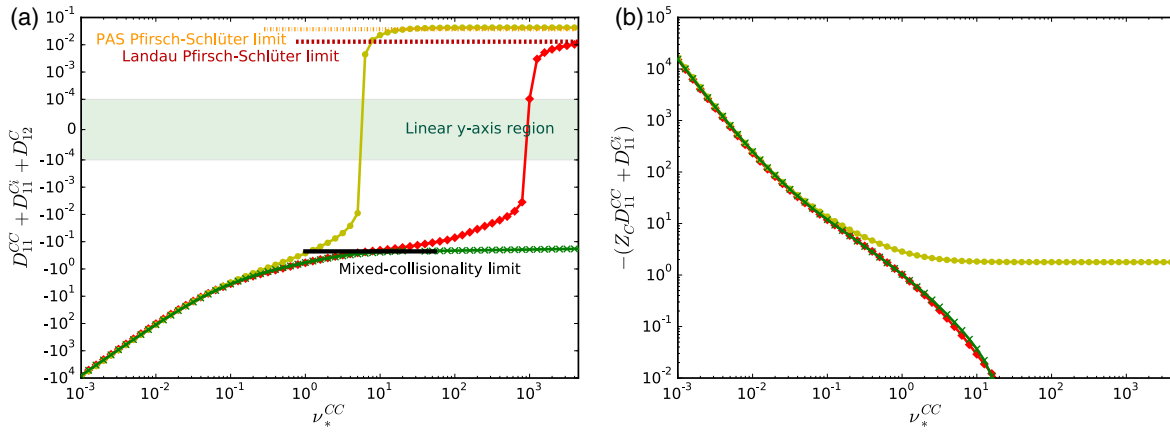 (a)
PAS Pfirsch-Schlüter limit
Landau Pfirsch-Schlüter limit
Linear y-axis region
Mixed-collisionality limit
10^{-1}
10^{-2}
10^{-3}
10^{-4}
0
-10^{-4}
-10^{-3}
-10^{-2}
-10^{-1}
-10^{0}
-10^{1}
-10^{2}
-10^{3}
-10^{4}
D_{11}^{CC} + D_{11}^{Ci} + D_{12}^{C}
10^{-3} 10^{-2} 10^{-1} 10^{0} 10^{1} 10^{2} 10^{3}
ν_*^{CC}
(b)
10^{5}
10^{4}
10^{3}
10^{2}
10^{1}
10^{0}
10^{-1}
10^{-2}
-(Z_C D_{11}^{CC} + D_{11}^{Ci})
10^{-3} 10^{-2} 10^{-1} 10^{0} 10^{1} 10^{2} 10^{3}
ν_*^{CC}